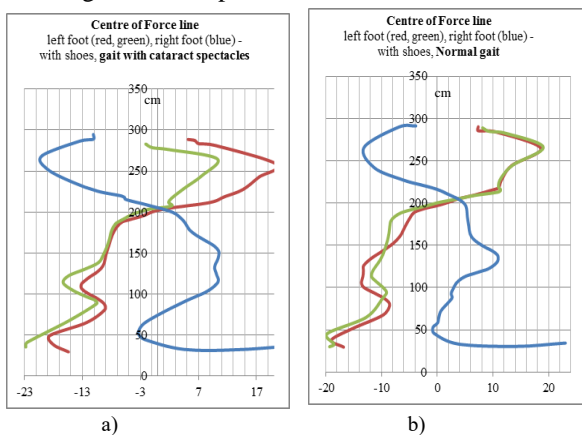 Centre of Force line
left foot (red, green), right foot (blue) -
with shoes, gait with cataract spectacles
350
cm
300
250
200
150
100
50
0
-23
-13
-3
7
17
a)
Centre of Force line
left foot (red, green), right foot (blue) -
with shoes, Normal gait
350
cm
300
250
200
150
100
50
0
-20
-10
0
10
20
b)